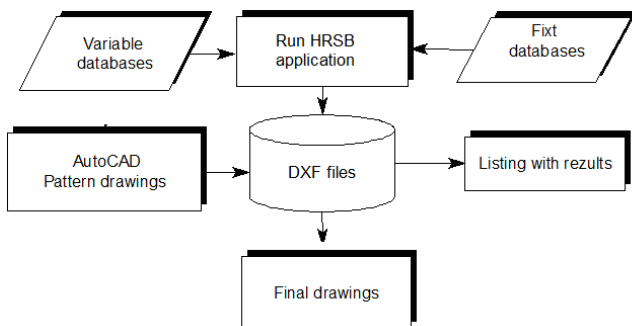 Variable
databases
Run HRSB
application
Fixt
databases
AutoCAD
Pattern drawings
DXF files
Listing with rezults
Final drawings